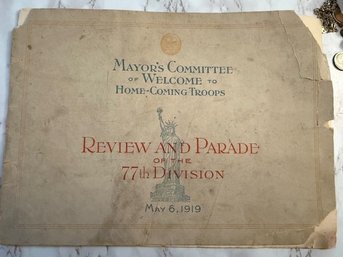 MAYOR'S COMMITTEE
OF WELCOME TO
HOME-COMING TROOPS
REVIEW AND PARADE
OF THE
77th DIVISION
MAY 6, 1919